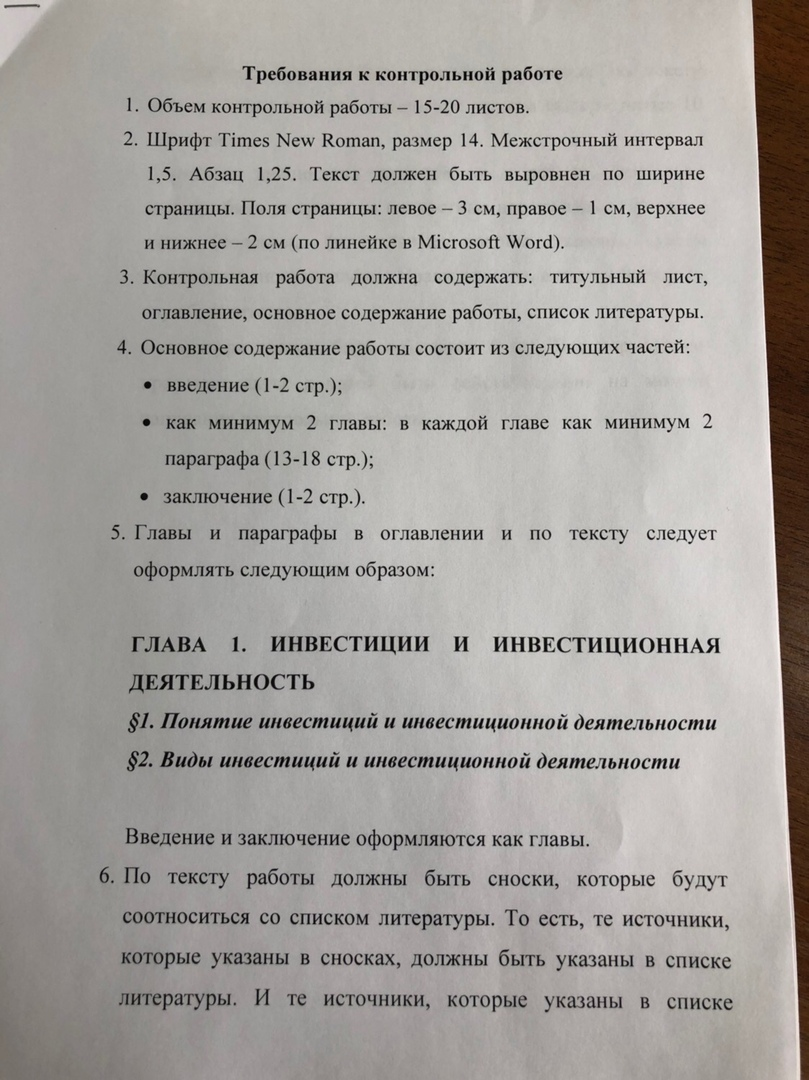 Требования к контрольной работе
1. Объем контрольной работы – 15-20 листов.
2. Шрифт Times New Roman, размер 14. Межстрочный интервал
1,5. Абзац 1,25. Текст должен быть выровнен по ширине
страницы. Поля страницы: левое – 3 см, правое – 1 см, верхнее
и нижнее – 2 см (по линейке в Microsoft Word).
3. Контрольная работа должна содержать: титульный лист,
оглавление, основное содержание работы, список литературы.
4. Основное содержание работы состоит из следующих частей:
• введение (1-2 стр.);
• как минимум 2 главы: в каждой главе как минимум 2
параграфа (13-18 стр.);
• заключение (1-2 стр.).
5. Главы и параграфы в оглавлении и по тексту следует
оформлять следующим образом:
ГЛАВА 1. ИНВЕСТИЦИИ И ИНВЕСТИЦИОННАЯ
ДЕЯТЕЛЬНОСТЬ
§1. Понятие инвестиций и инвестиционной деятельности
§2. Виды инвестиций и инвестиционной деятельности
Введение и заключение оформляются как главы.
6. По тексту работы должны быть сноски, которые будут
соотноситься со списком литературы. То есть, те источники,
которые указаны в сносках, должны быть указаны в списке
литературы. И те источники, которые указаны в списке